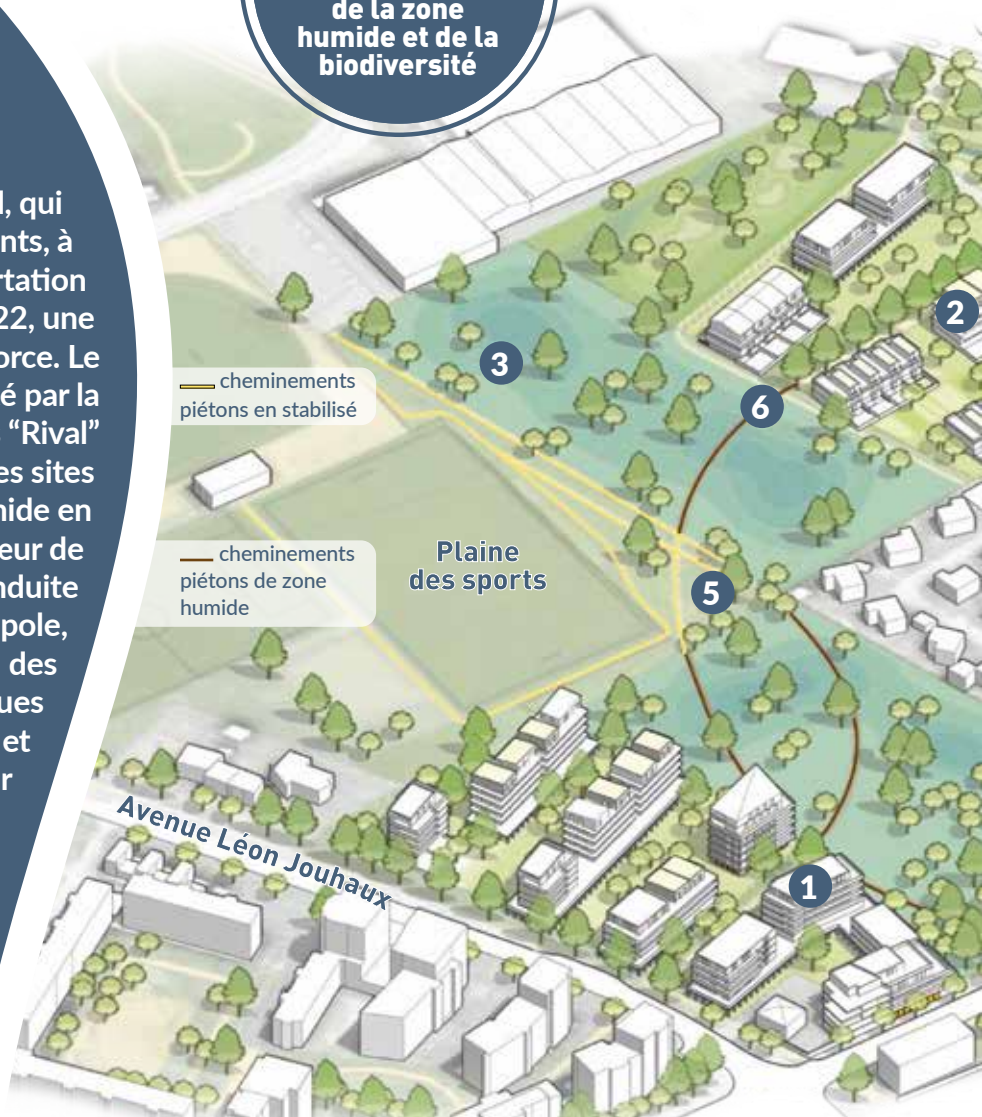 de la zone
humide et de la
biodiversité
, qui
nts, à
rtation
22, une
orce. Le
é par la
“Rival”
es sites
nide en
eur de
nduite
pole,
des
ues
et
r
cheminements
piétons en stabilisé
cheminements
piétons de zone
humide
Plaine
des sports
Avenue Léon Jouhaux
2
3
6
5
1